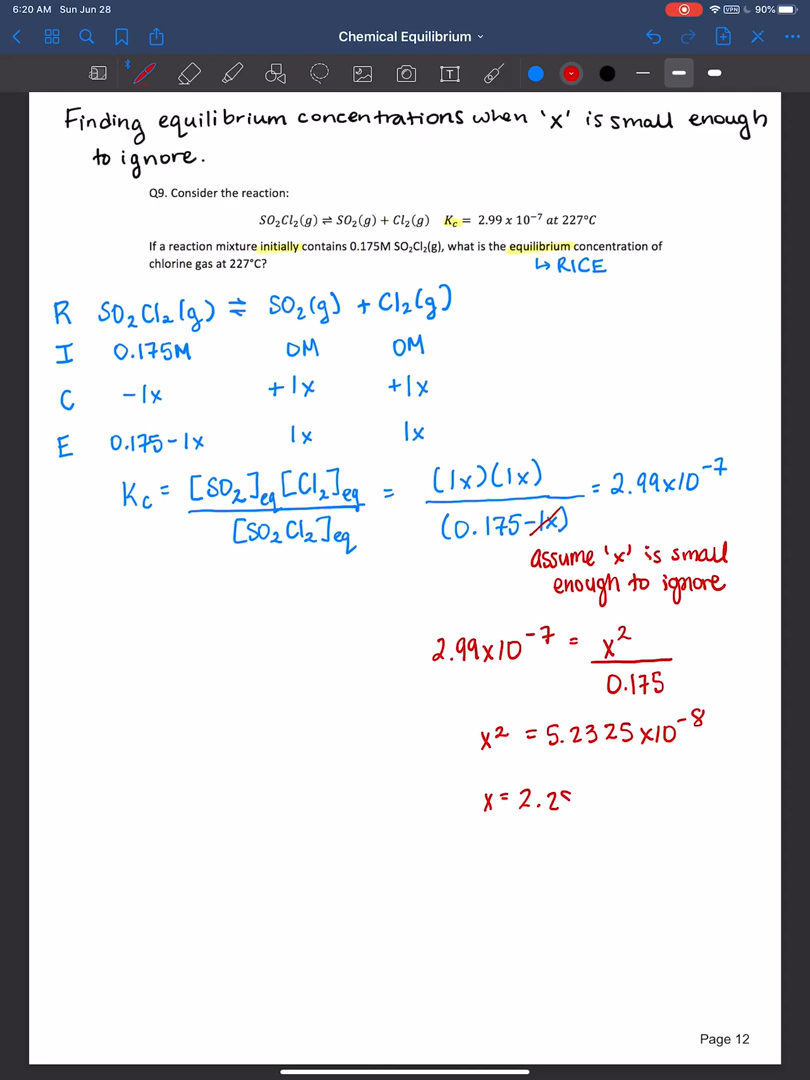 6:20 AM Sun Jun 28
VPN 90%
Chemical Equilibrium
T
Finding equilibrium concentrations when 'x' is small enough
to ignore.
Q9. Consider the reaction:
SO₂Cl₂(g) ⇌ SO₂(g) + Cl₂(g) K_c = 2.99 x 10⁻⁷ at 227°C
If a reaction mixture initially contains 0.175M SO₂Cl₂(g), what is the equilibrium concentration of
chlorine gas at 227°C?
↳ RICE
R SO₂Cl₂(g) ⇌ SO₂(g) + Cl₂(g)
I 0.175M 0M 0M
C -1x +1x +1x
E 0.175-1x 1x 1x
Kc = [SO₂]eq[Cl₂]eq / [SO₂Cl₂]eq = (1x)(1x) / (0.175-1x) = 2.99x10⁻⁷
assume 'x' is small
enough to ignore
2.99x10⁻⁷ = x² / 0.175
x² = 5.2325x10⁻⁸
x = 2.2
Page 12